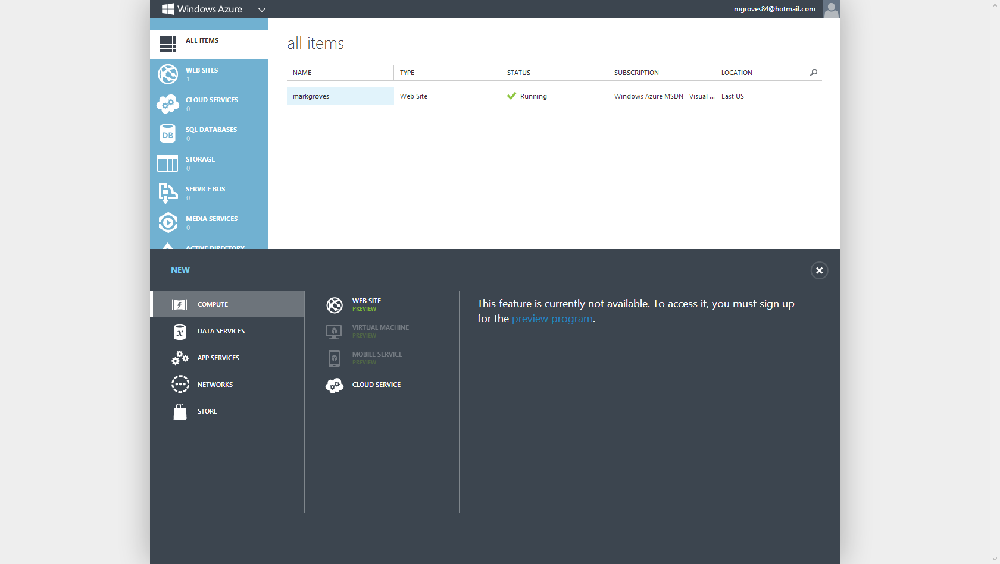 Windows Azure
mgroves84@hotmail.com
ALL ITEMS
WEB SITES
1
CLOUD SERVICES
0
SQL DATABASES
0
DB
STORAGE
0
SERVICE BUS
0
MEDIA SERVICES
0
ACTIVE DIRECTORY
all items
NAME TYPE STATUS SUBSCRIPTION LOCATION
markgroves Web Site Running Windows Azure MSDN - Visual ... East US
NEW
COMPUTE
DATA SERVICES
APP SERVICES
NETWORKS
STORE
WEB SITE
PREVIEW
VIRTUAL MACHINE
PREVIEW
MOBILE SERVICE
PREVIEW
CLOUD SERVICE
This feature is currently not available. To access it, you must sign up
for the preview program.